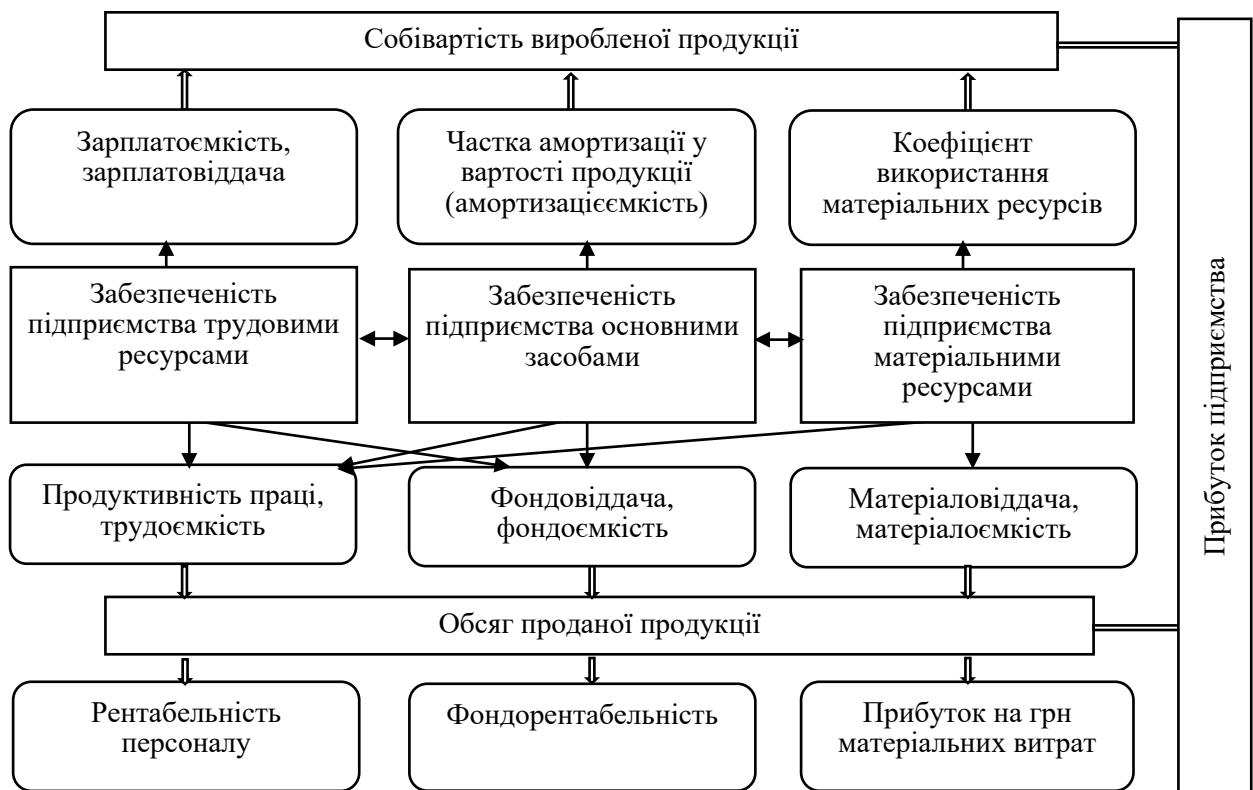 Собівартість виробленої продукції
Зарплатоємкість,
зарплатовіддача
Частка амортизації у
вартості продукції
(амортизацієємкість)
Коефіцієнт
використання
матеріальних ресурсів
Забезпеченість
підприємства трудовими
ресурсами
Забезпеченість
підприємства основними
засобами
Забезпеченість
підприємства
матеріальними
ресурсами
Продуктивність праці,
трудоємкість
Фондовіддача,
фондоємкість
Матеріаловіддача,
матеріалоємкість
Обсяг проданої продукції
Рентабельність
персоналу
Фондорентабельність
Прибуток на грн
матеріальних витрат
Прибуток підприємства